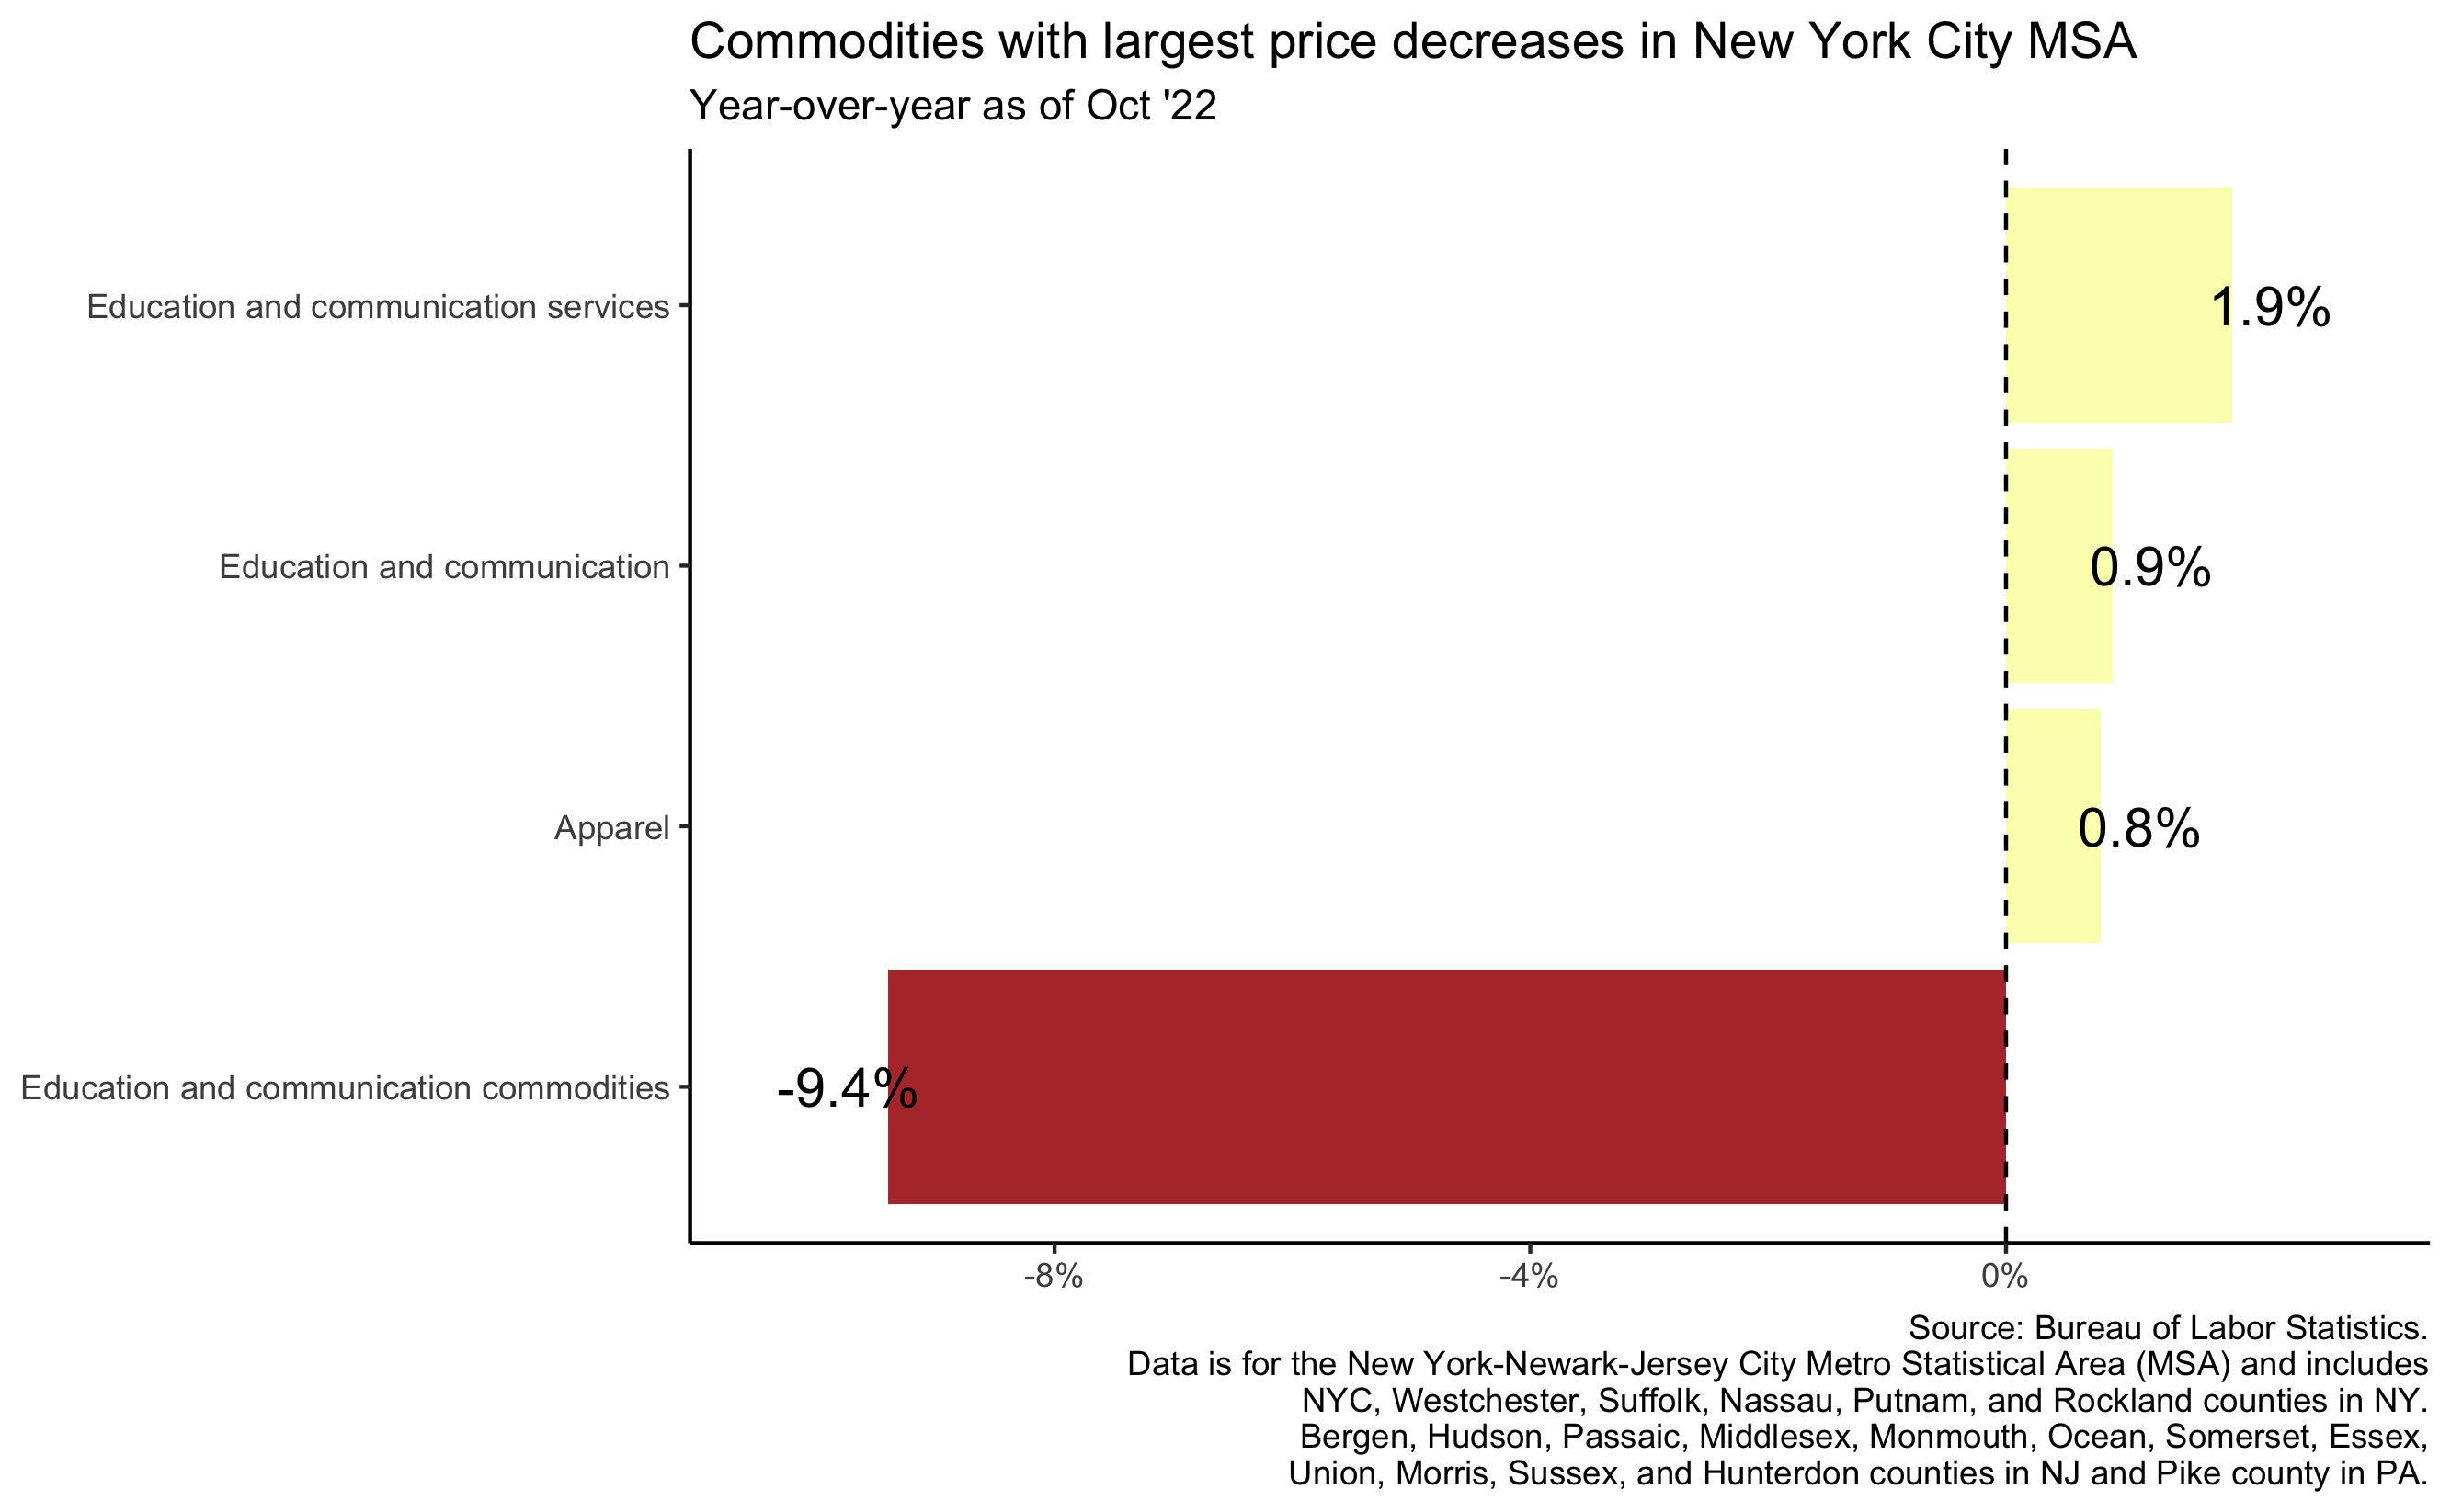 Commodities with largest price decreases in New York City MSA
Year-over-year as of Oct '22
Education and communication services
1.9%
Education and communication
0.9%
Apparel
0.8%
Education and communication commodities
-9.4%
-8%
-4%
0%
Source: Bureau of Labor Statistics.
Data is for the New York-Newark-Jersey City Metro Statistical Area (MSA) and includes
NYC, Westchester, Suffolk, Nassau, Putnam, and Rockland counties in NY.
Bergen, Hudson, Passaic, Middlesex, Monmouth, Ocean, Somerset, Essex,
Union, Morris, Sussex, and Hunterdon counties in NJ and Pike county in PA.